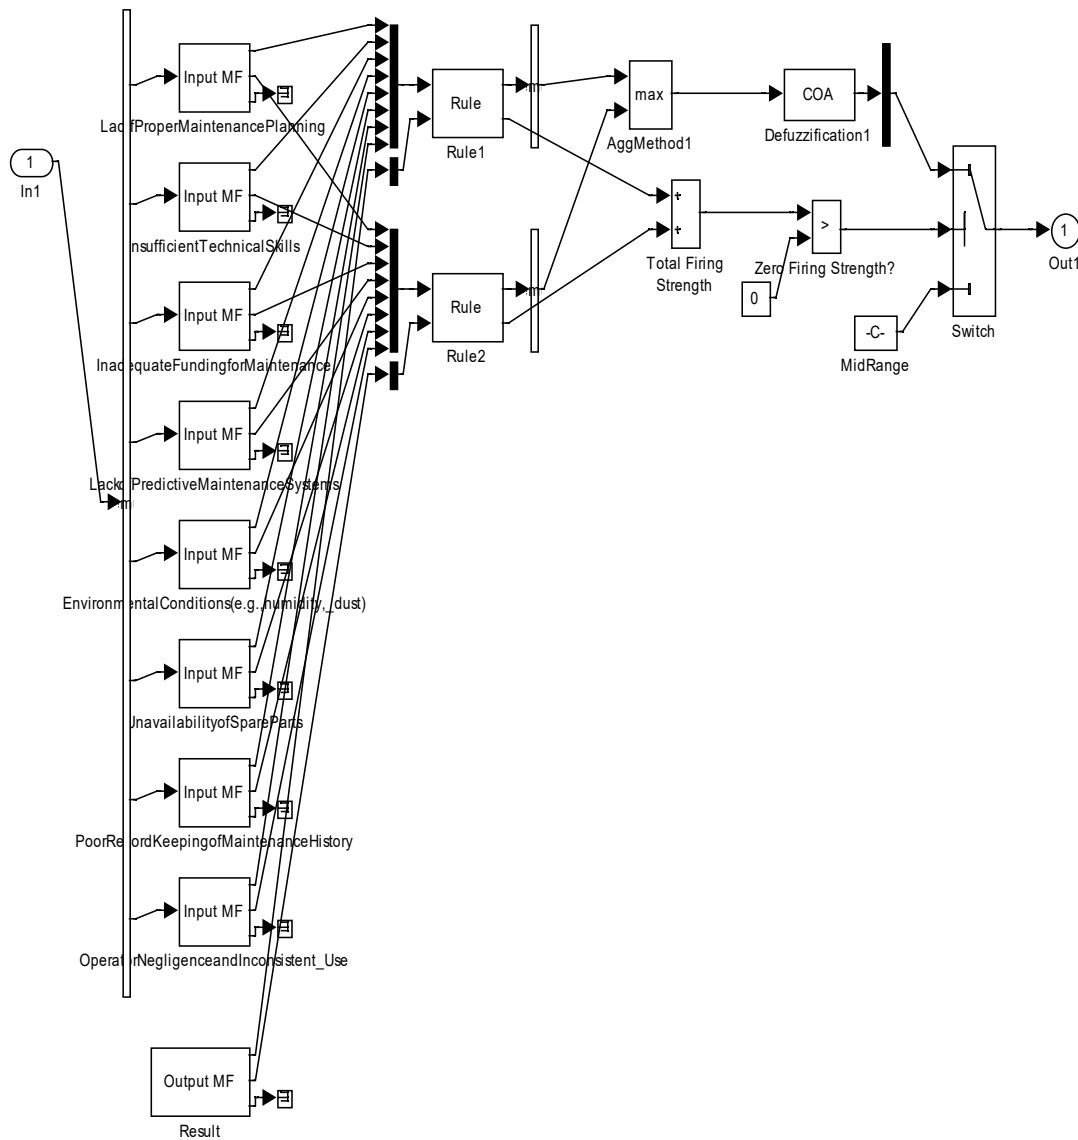 Input MF
LackofProperMaintenancePlanning
1
In1
Input MF
InsufficientTechnicalSkills
Input MF
InadequateFundingforMaintenance
Input MF
LackofPredictiveMaintenanceSystems
m
Input MF
EnvironmentalConditions(e.g.,humidity,_dust)
Input MF
UnavailabilityofSpareParts
Input MF
PoorRecordKeepingofMaintenanceHistory
Input MF
OperatorNegligenceandInconsistent_Use
Output MF
Result
Rule
Rule1
m
Rule
Rule2
m
max
AggMethod1
COA
Defuzzification1
+
+
Total Firing
Strength
>
Zero Firing Strength?
0
-C-
MidRange
Switch
1
Out1